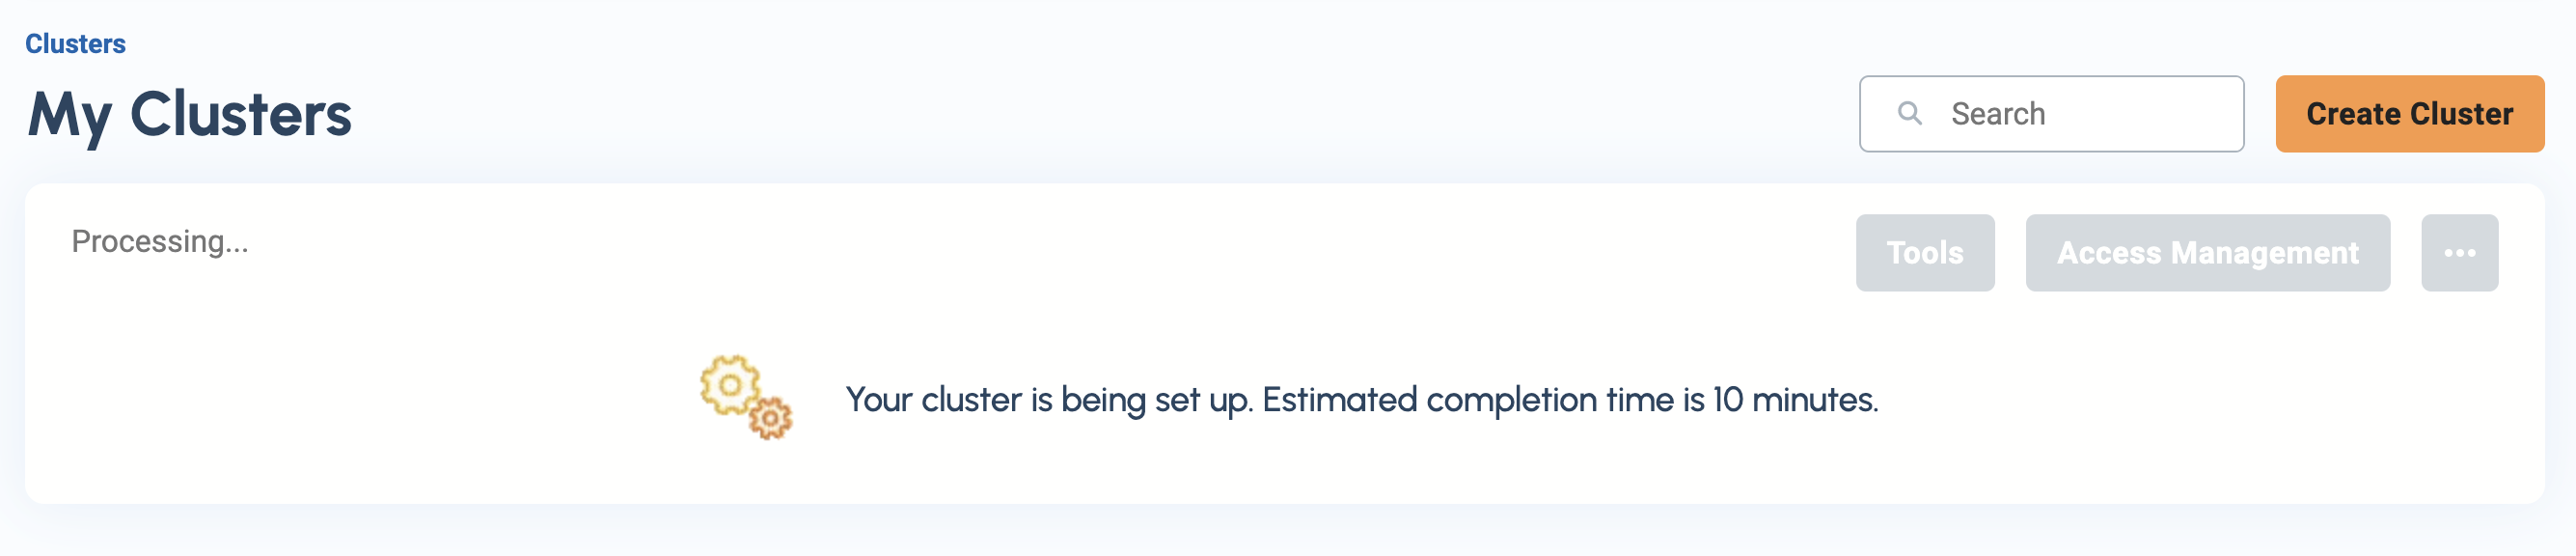 Clusters
My Clusters
Search
Create Cluster
Processing...
Tools
Access Management
Your cluster is being set up. Estimated completion time is 10 minutes.